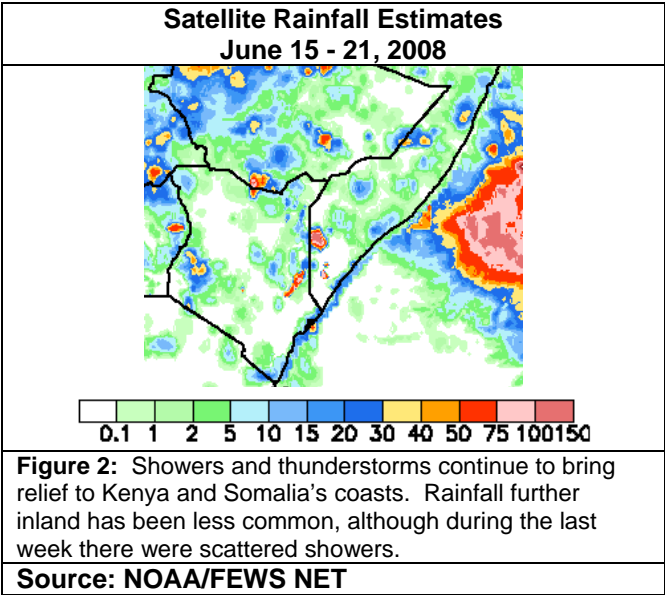 Satellite Rainfall Estimates
June 15 - 21, 2008
0.1 1 2 5 10 15 20 30 40 50 75 100150
Figure 2: Showers and thunderstorms continue to bring
relief to Kenya and Somalia's coasts. Rainfall further
inland has been less common, although during the last
week there were scattered showers.
Source: NOAA/FEWS NET